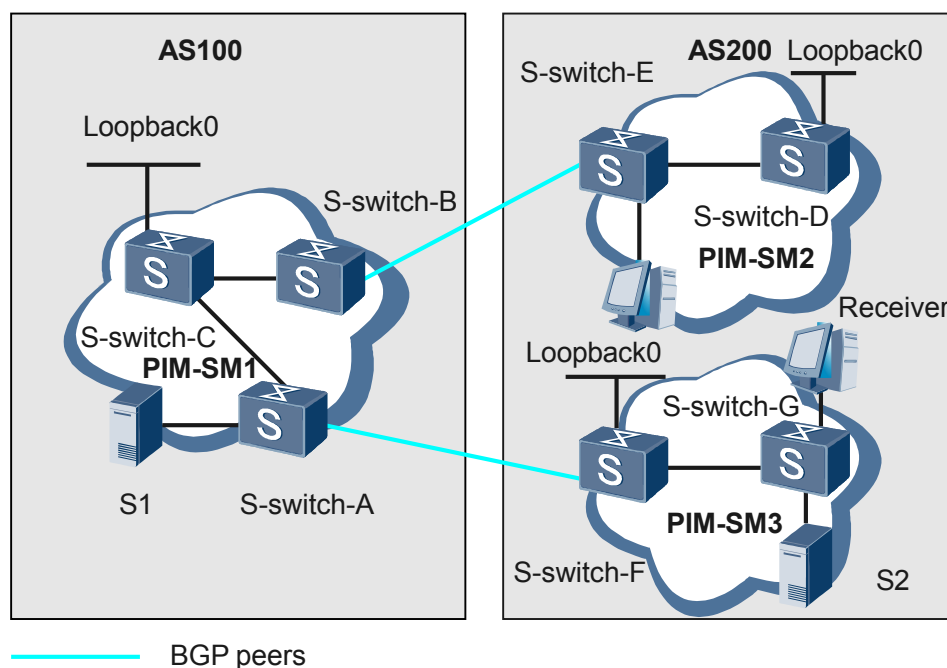 AS100
Loopback0
S-switch-B
S
S
S-switch-C
PIM-SM1
S
S1
S-switch-A
AS200
Loopback0
S-switch-E
S
S
S-switch-D
PIM-SM2
Receiver
Loopback0
S-switch-G
S
S
PIM-SM3
S-switch-F
S2
BGP peers